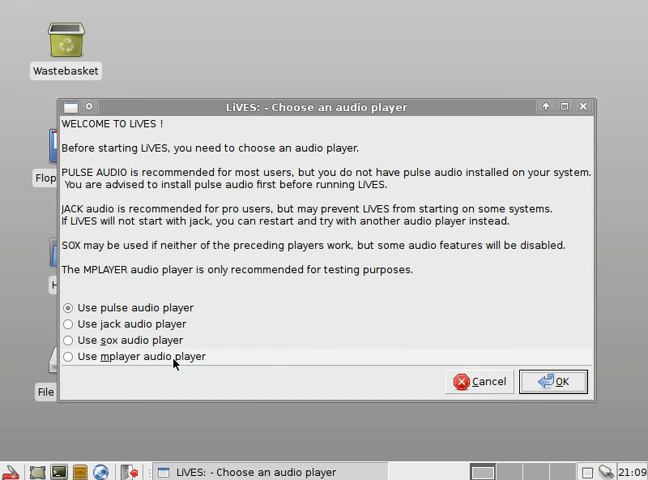 Wastebasket
LiVES: - Choose an audio player
WELCOME TO LiVES !
Before starting LiVES, you need to choose an audio player.
PULSE AUDIO is recommended for most users, but you do not have pulse audio installed on your system.
You are advised to install pulse audio first before running LiVES.
JACK audio is recommended for pro users, but may prevent LiVES from starting on some systems.
If LiVES will not start with jack, you can restart and try with another audio player instead.
SOX may be used if neither of the preceding players work, but some audio features will be disabled.
The MPLAYER audio player is only recommended for testing purposes.
Flop
H
File
Use pulse audio player
Use jack audio player
Use sox audio player
Use mplayer audio player
Cancel
OK
LiVES: - Choose an audio player
21:09